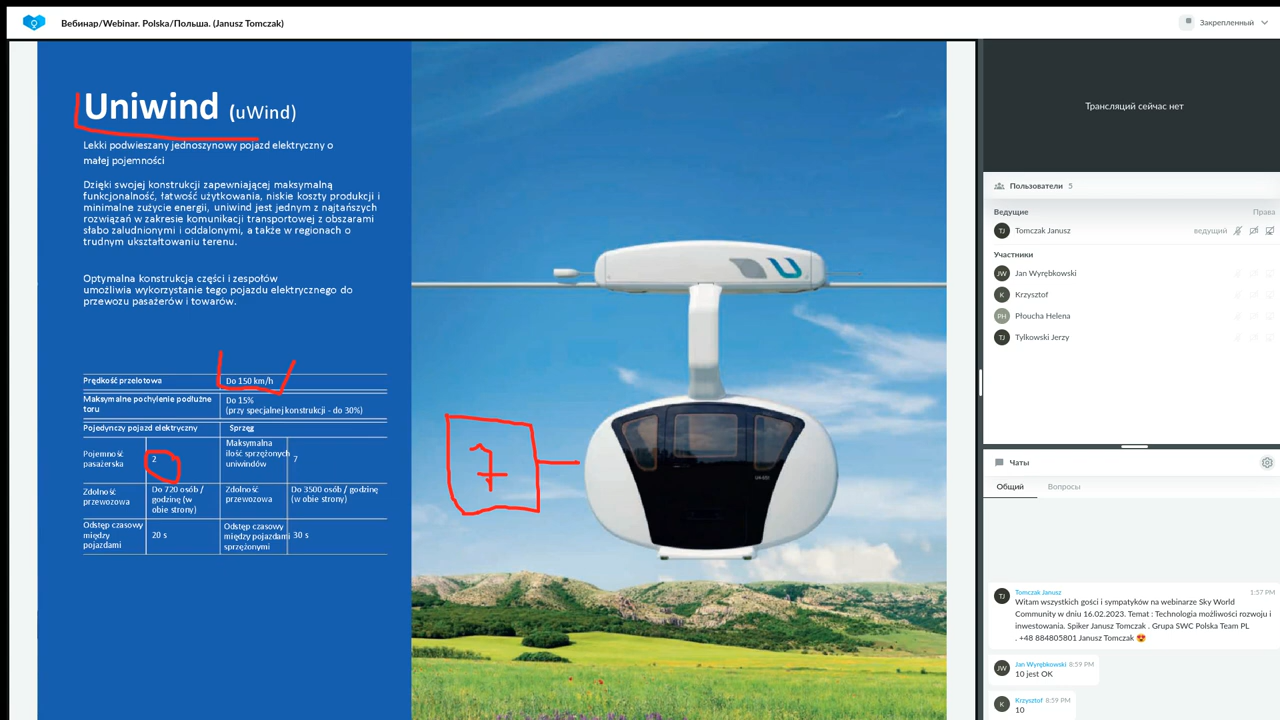 Вебинар/Webinar. Polska/Польша. (Janusz Tomczak)
Закрепленный
Uniwind (uWind)
Lekki podwieszany jednoszynowy pojazd elektryczny o
małej pojemności
Dzięki swojej konstrukcji zapewniającej maksymalną
funkcjonalność, łatwość użytkowania, niskie koszty produkcji i
minimalne zużycie energii, uniwind jest jednym z najtańszych
rozwiązań w zakresie komunikacji transportowej z obszarami
słabo zaludnionymi i oddalonymi, a także w regionach o
trudnym ukształtowaniu terenu.
Optymalna konstrukcja części i zespołów
umożliwia wykorzystanie tego pojazdu elektrycznego do
przewozu pasażerów i towarów.
Prędkość przelotowa
Do 150 km/h
Maksymalne pochylenie podłużne
toru
Do 15%
(przy specjalnej konstrukcji - do 30%)
Pojedynczy pojazd elektryczny
Sprzęg
Pojemność
pasażerska
2
Maksymalna
ilość sprzężonych
uniwindów
7
Zdolność
przewozowa
Do 720 osób /
godzinę (w
obie strony)
Zdolność
przewozowa
Do 3500 osób / godzinę
(w obie strony)
Odstęp czasowy
między
pojazdami
20 s
Odstęp czasowy
między pojazdami
sprzężonymi
30 s
7
Трансляций сейчас нет
Пользователи 5
Ведущие
Права
TJ
Tomczak Janusz
ведущий
Участники
JW
Jan Wyrębkowski
K
Krzysztof
PH
Płoucha Helena
TJ
Tylkowski Jerzy
Чаты
Общий
Вопросы
TJ
Tomczak Janusz
1:57 PM
Witam wszystkich gości i sympatyków na webinarze Sky World
Community w dniu 16.02.2023. Temat : Technologia możliwości rozwoju i
inwestowania. Spiker Janusz Tomczak . Grupa SWC Polska Team PL
. +48 884805801 Janusz Tomczak 😍
JW
Jan Wyrębkowski 8:59 PM
10 jest OK
K
Krzysztof 8:59 PM
10